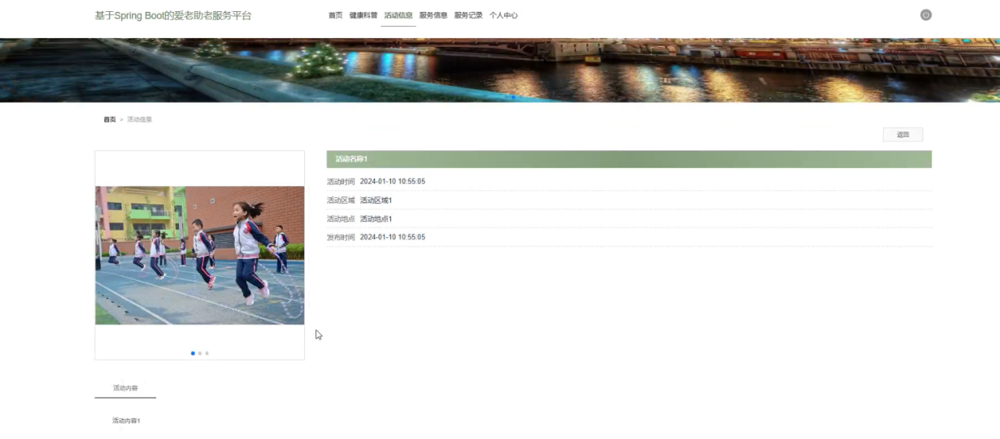 基于Spring Boot的爱老助老服务平台
首页 健康科普 活动信息 服务信息 服务记录 个人中心
首页 > 活动信息
返回
活动名称1
活动时间 2024-01-10 10:55:05
活动区域 活动区域1
活动地点 活动地点1
发布时间 2024-01-10 10:55:05
活动内容
活动内容1